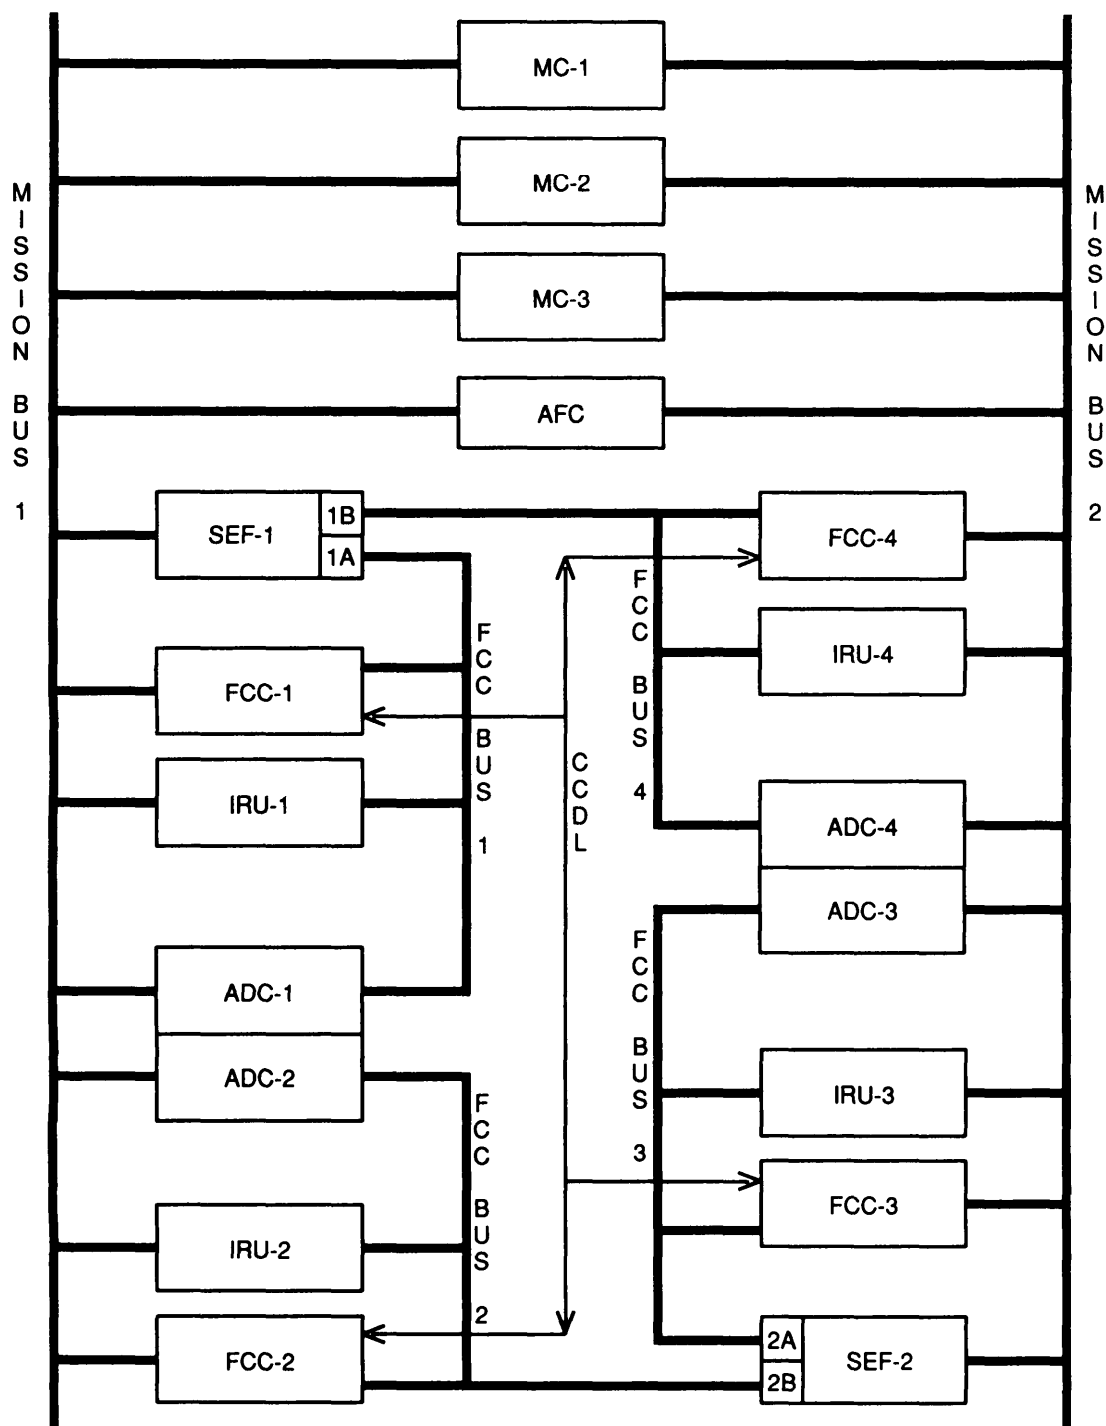 MISSION BUS 1
MISSION BUS 2
MC-1
MC-2
MC-3
AFC
SEF-1
1B
1A
FCC-4
FCC BUS 4
IRU-4
FCC-1
FCC BUS 1
IRU-1
CCDL
ADC-4
ADC-3
FCC BUS 3
ADC-1
ADC-2
FCC BUS 2
IRU-3
FCC-3
IRU-2
FCC-2
2A
2B
SEF-2